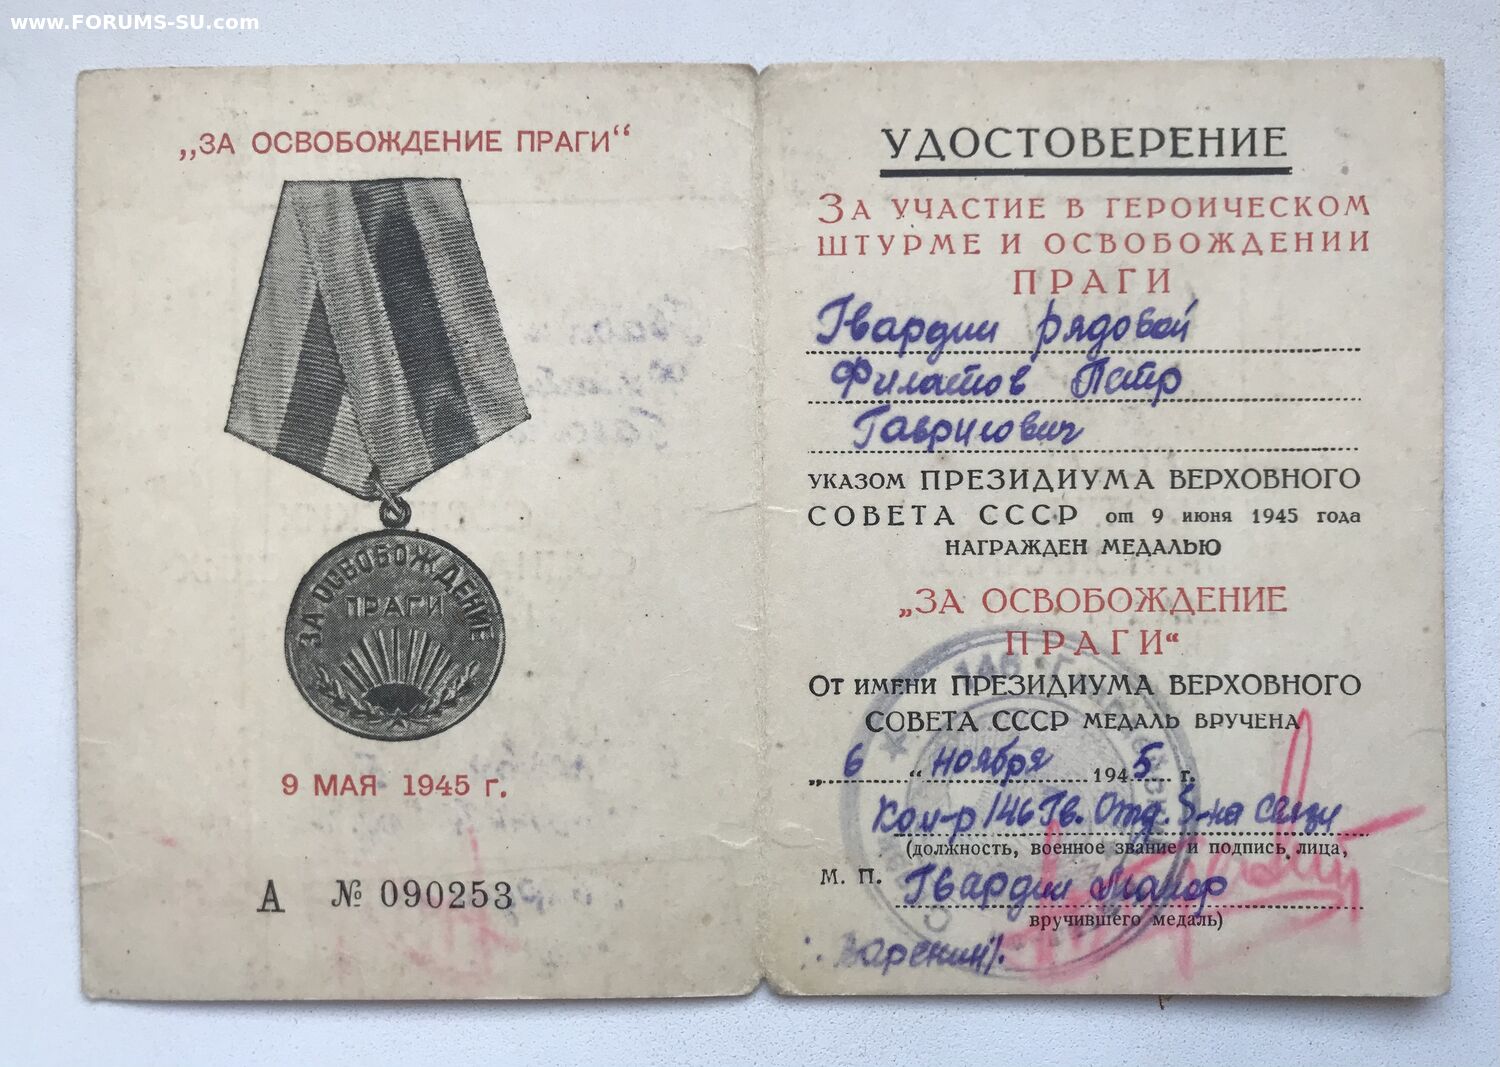 www.FORUMS-SU.com
„ЗА ОСВОБОЖДЕНИЕ ПРАГИ“
ЗА ОСВОБОЖДЕНИЕ
ПРАГИ
9 МАЯ 1945 г.
А № 090253
УДОСТОВЕРЕНИЕ
ЗА УЧАСТИЕ В ГЕРОИЧЕСКОМ
ШТУРМЕ И ОСВОБОЖДЕНИИ
ПРАГИ
Гвардии рядовой
Филатов Петр
Гаврилович
УКАЗОМ ПРЕЗИДИУМА ВЕРХОВНОГО
СОВЕТА СССР от 9 июня 1945 года
НАГРАЖДЕН МЕДАЛЬЮ
„ЗА ОСВОБОЖДЕНИЕ
ПРАГИ“
ОТ ИМЕНИ ПРЕЗИДИУМА ВЕРХОВНОГО
СОВЕТА СССР МЕДАЛЬ ВРУЧЕНА
„6“ ноября 1945 г.
Ком-р 146 Гв. Отд. Б-на связи
(должность, военное звание и подпись лица,
М. П. Гвардии Майор
вручившего медаль)
Варенин/.